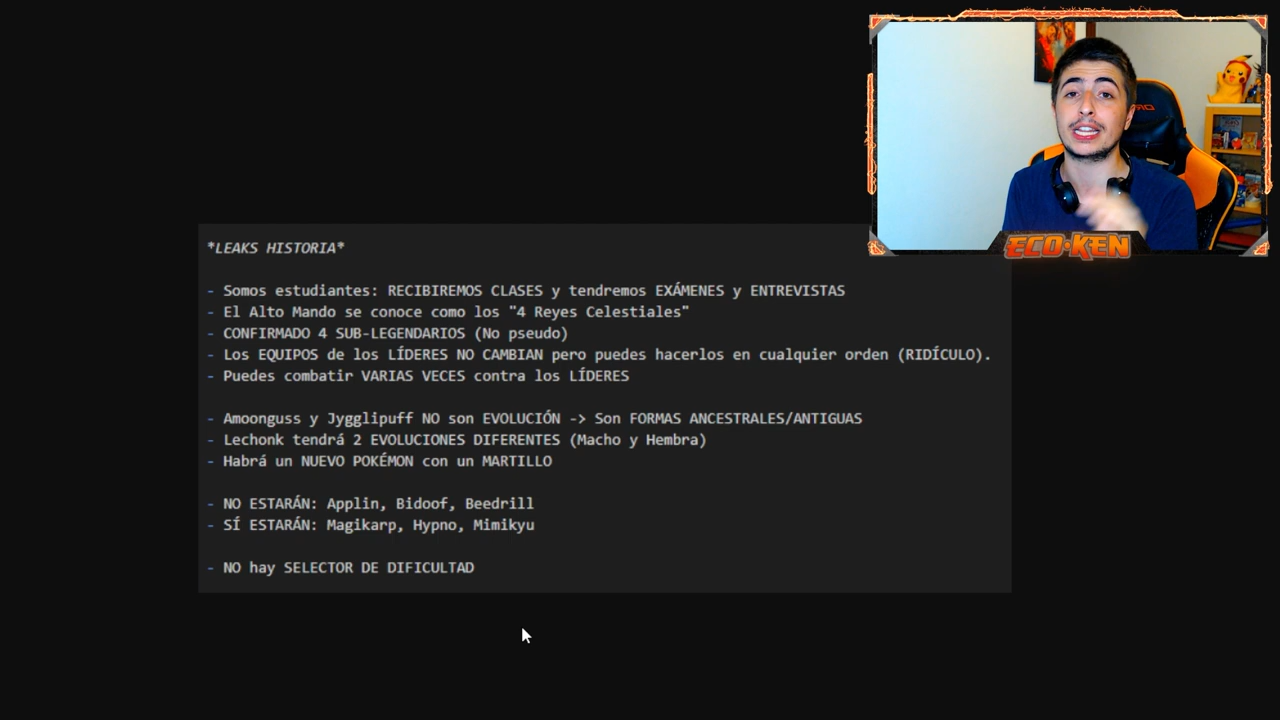 *LEAKS HISTORIA*
- Somos estudiantes: RECIBIREMOS CLASES y tendremos EXÁMENES y ENTREVISTAS
- El Alto Mando se conoce como los "4 Reyes Celestiales"
- CONFIRMADO 4 SUB-LEGENDARIOS (No pseudo)
- Los EQUIPOS de los LÍDERES NO CAMBIAN pero puedes hacerlos en cualquier orden (RIDÍCULO).
- Puedes combatir VARIAS VECES contra los LÍDERES
- Amoonguss y Jygglipuff NO son EVOLUCIÓN -> Son FORMAS ANCESTRALES/ANTIGUAS
- Lechonk tendrá 2 EVOLUCIONES DIFERENTES (Macho y Hembra)
- Habrá un NUEVO POKÉMON con un MARTILLO
- NO ESTARÁN: Applin, Bidoof, Beedrill
- SÍ ESTARÁN: Magikarp, Hypno, Mimikyu
- NO hay SELECTOR DE DIFICULTAD
ECO·KEN